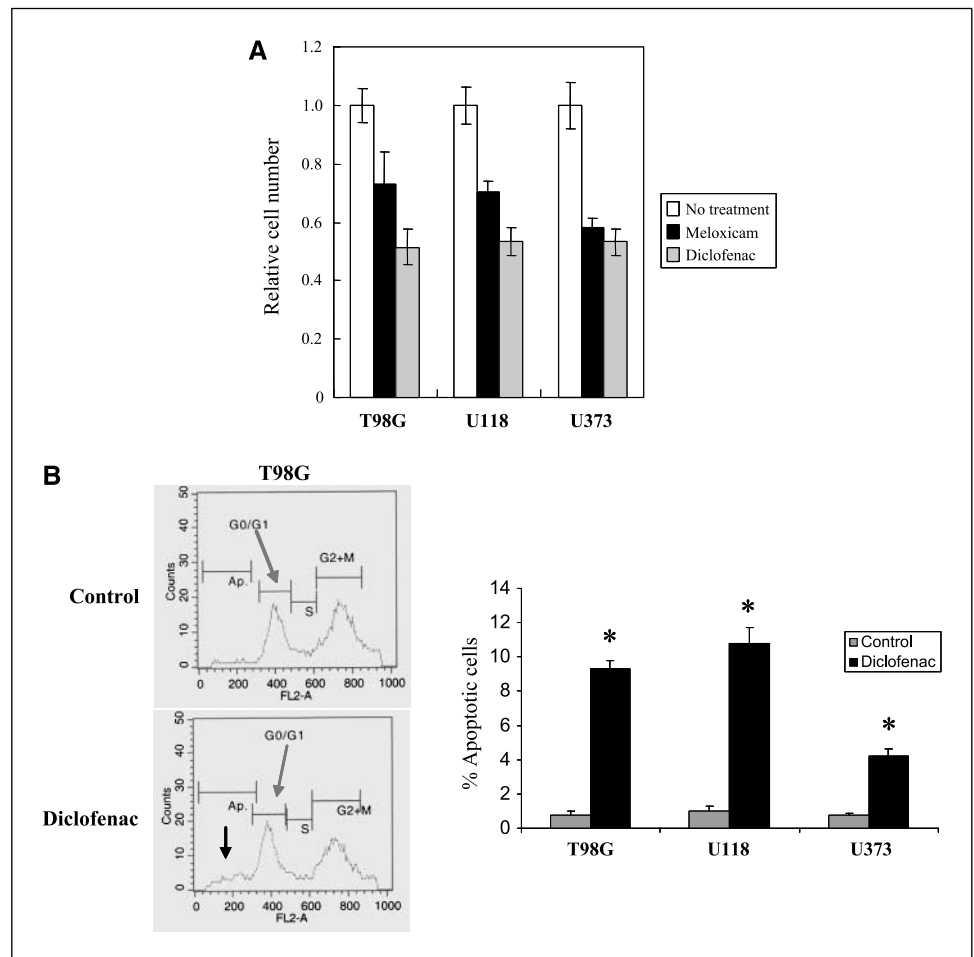 A
1.2
1.0
0.8
0.6
0.4
0.2
0
Relative cell number
T98G
U118
U373
No treatment
Meloxicam
Diclofenac
B
T98G
Control
50
40
30
20
10
0
Counts
G0/G1
Ap.
S
G2+M
0 200 400 600 800 1000
FL2-A
Diclofenac
50
40
30
20
10
0
Counts
G0/G1
Ap.
S
G2+M
0 200 400 600 800 1000
FL2-A
14
12
10
8
6
4
2
0
% Apoptotic cells
*
*
*
T98G
U118
U373
Control
Diclofenac